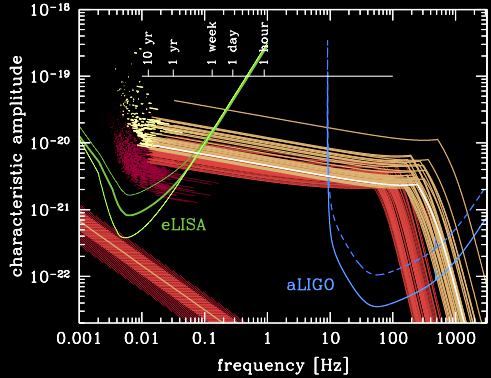 10 yr
1 yr
1 week
1 day
1 hour
10⁻¹⁸
10⁻¹⁹
10⁻²⁰
10⁻²¹
10⁻²²
characteristic amplitude
eLISA
aLIGO
0.001 0.01 0.1 1 10 100 1000
frequency [Hz]